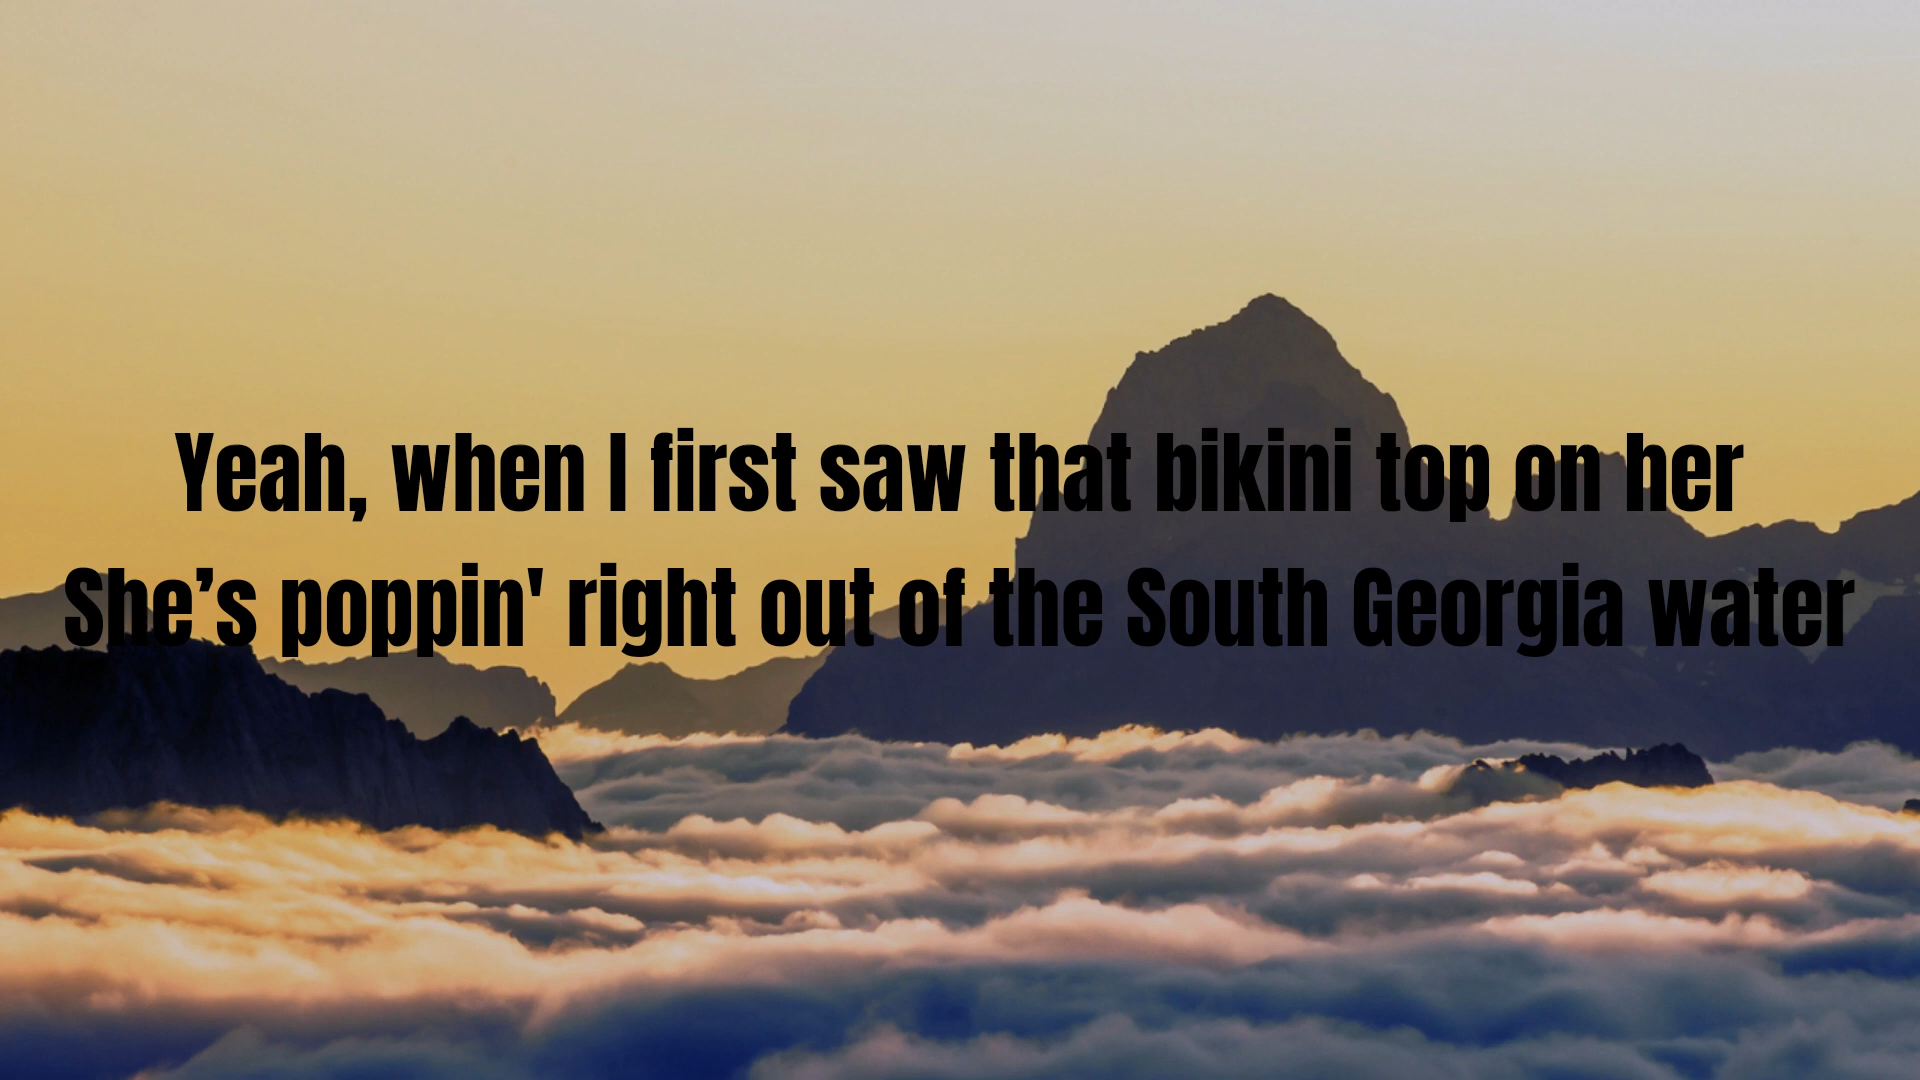 Yeah, when I first saw that bikini top on her
She’s poppin' right out of the South Georgia water